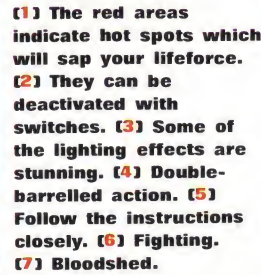 (1) The red areas
indicate hot spots which
will sap your lifeforce.
(2) They can be
deactivated with
switches. (3) Some of
the lighting effects are
stunning. (4) Double-
barrelled action. (5)
Follow the instructions
closely. (6) Fighting.
(7) Bloodshed.